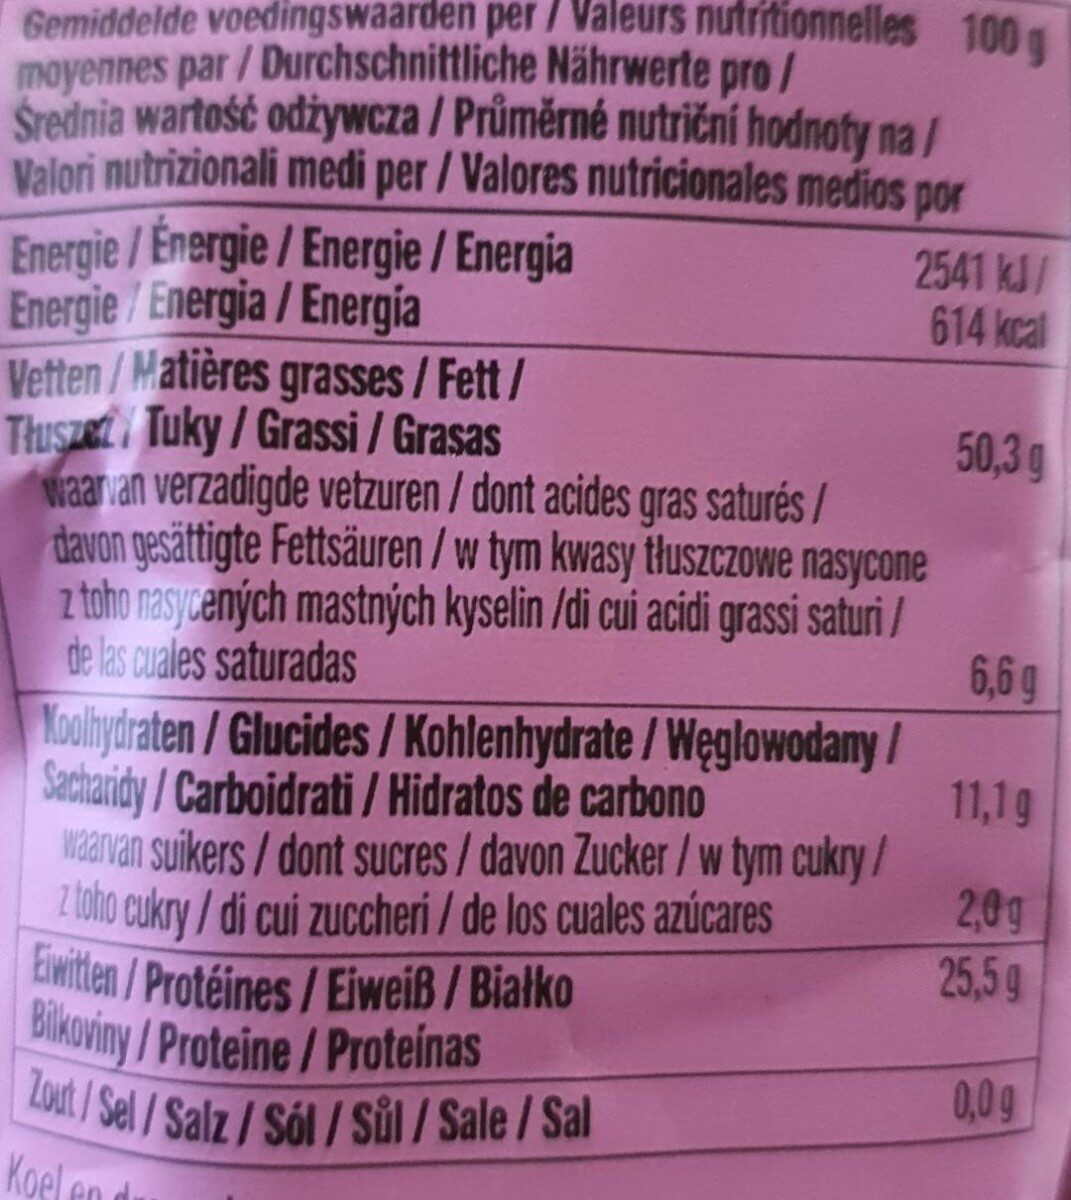 Gemiddelde voedingswaarden per / Valeurs nutritionnelles 100 g
moyennes par / Durchschnittliche Nährwerte pro /
Średnia wartość odżywcza / Průměrné nutriční hodnoty na /
Valori nutrizionali medi per / Valores nutricionales medios por
Energie / Énergie / Energie / Energia 2541 kJ /
Energie / Energia / Energía 614 kcal
Vetten / Matières grasses / Fett /
Tłuszcz / Tuky / Grassi / Grasas 50,3 g
waarvan verzadigde vetzuren / dont acides gras saturés /
davon gesättigte Fettsäuren / w tym kwasy tłuszczowe nasycone
z toho nasycených mastných kyselin /di cui acidi grassi saturi /
de las cuales saturadas 6,6 g
Koolhydraten / Glucides / Kohlenhydrate / Węglowodany /
Sacharidy / Carboidrati / Hidratos de carbono 11,1 g
waarvan suikers / dont sucres / davon Zucker / w tym cukry /
z toho cukry / di cui zuccheri / de los cuales azúcares 2,0 g
Eiwitten / Protéines / Eiweiß / Białko 25,5 g
Bílkoviny / Proteine / Proteínas
Zout / Sel / Salz / Sól / Sůl / Sale / Sal 0,0 g
Koel en